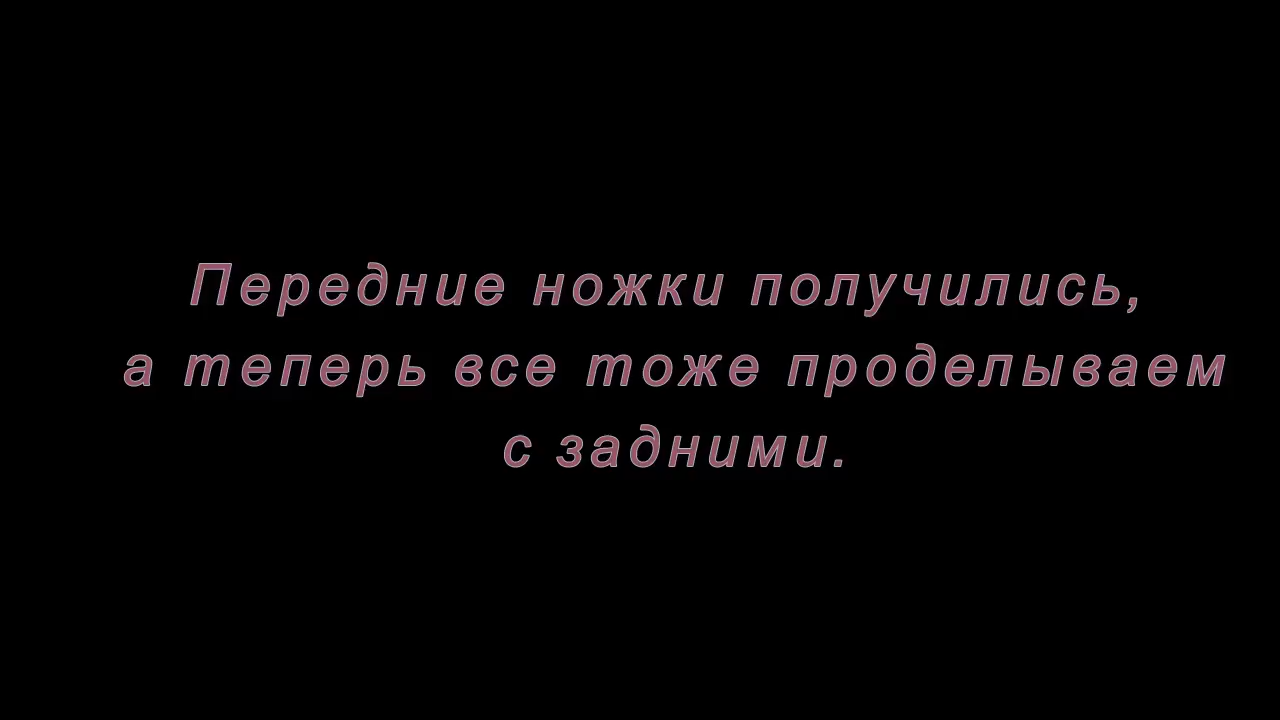 Передние ножки получились,
а теперь все тоже проделываем
с задними.